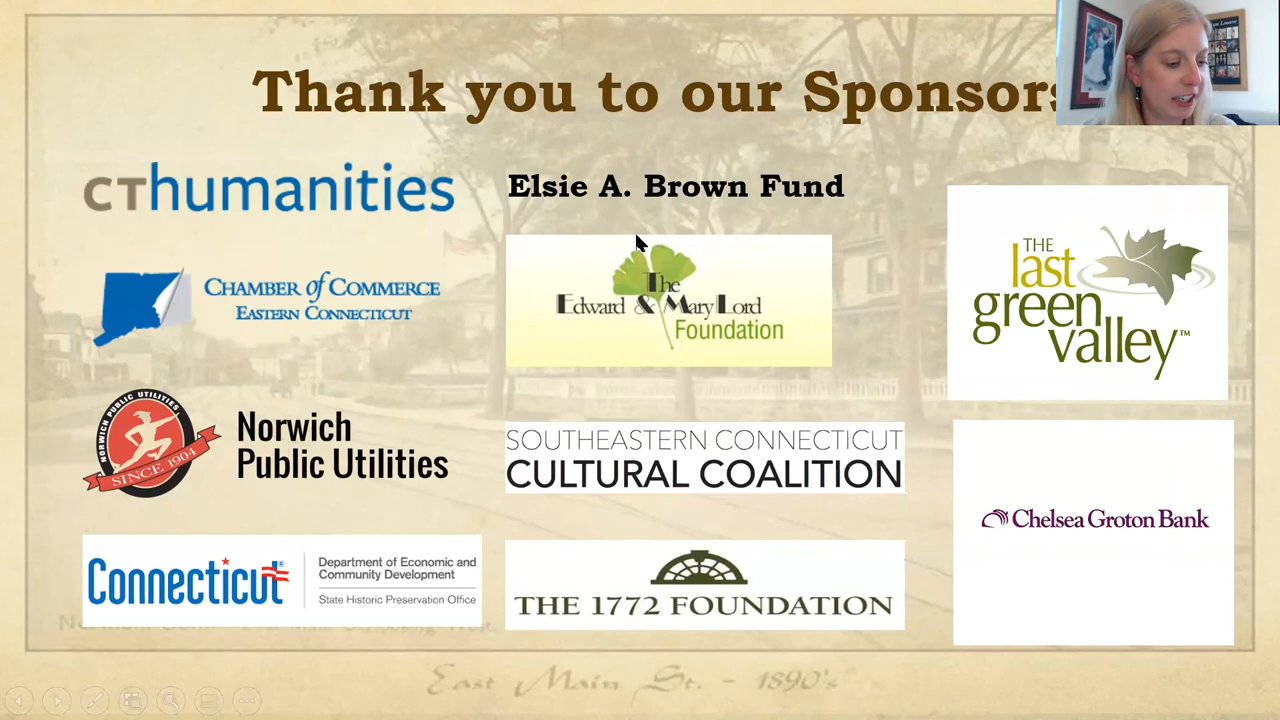 Thank you to our Sponsors
CThumanities
Elsie A. Brown Fund
CHAMBER of COMMERCE
EASTERN CONNECTICUT
The
Edward & Mary Lord
Foundation
THE
last
green
valley™
NORWICH PUBLIC UTILITIES
SINCE 1904
Norwich
Public Utilities
SOUTHEASTERN CONNECTICUT
CULTURAL COALITION
Chelsea Groton Bank
Connecticut®
Department of Economic and
Community Development
State Historic Preservation Office
THE 1772 FOUNDATION
East Main St. - 1890's